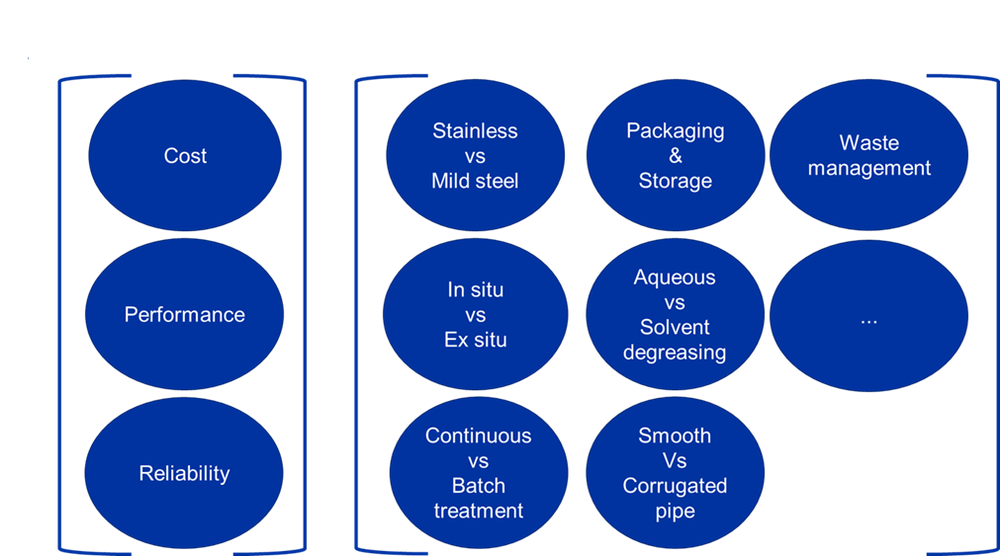 Cost
Performance
Reliability
Stainless
vs
Mild steel
Packaging
&
Storage
Waste
management
In situ
vs
Ex situ
Aqueous
vs
Solvent
degreasing
...
Continuous
vs
Batch
treatment
Smooth
Vs
Corrugated
pipe